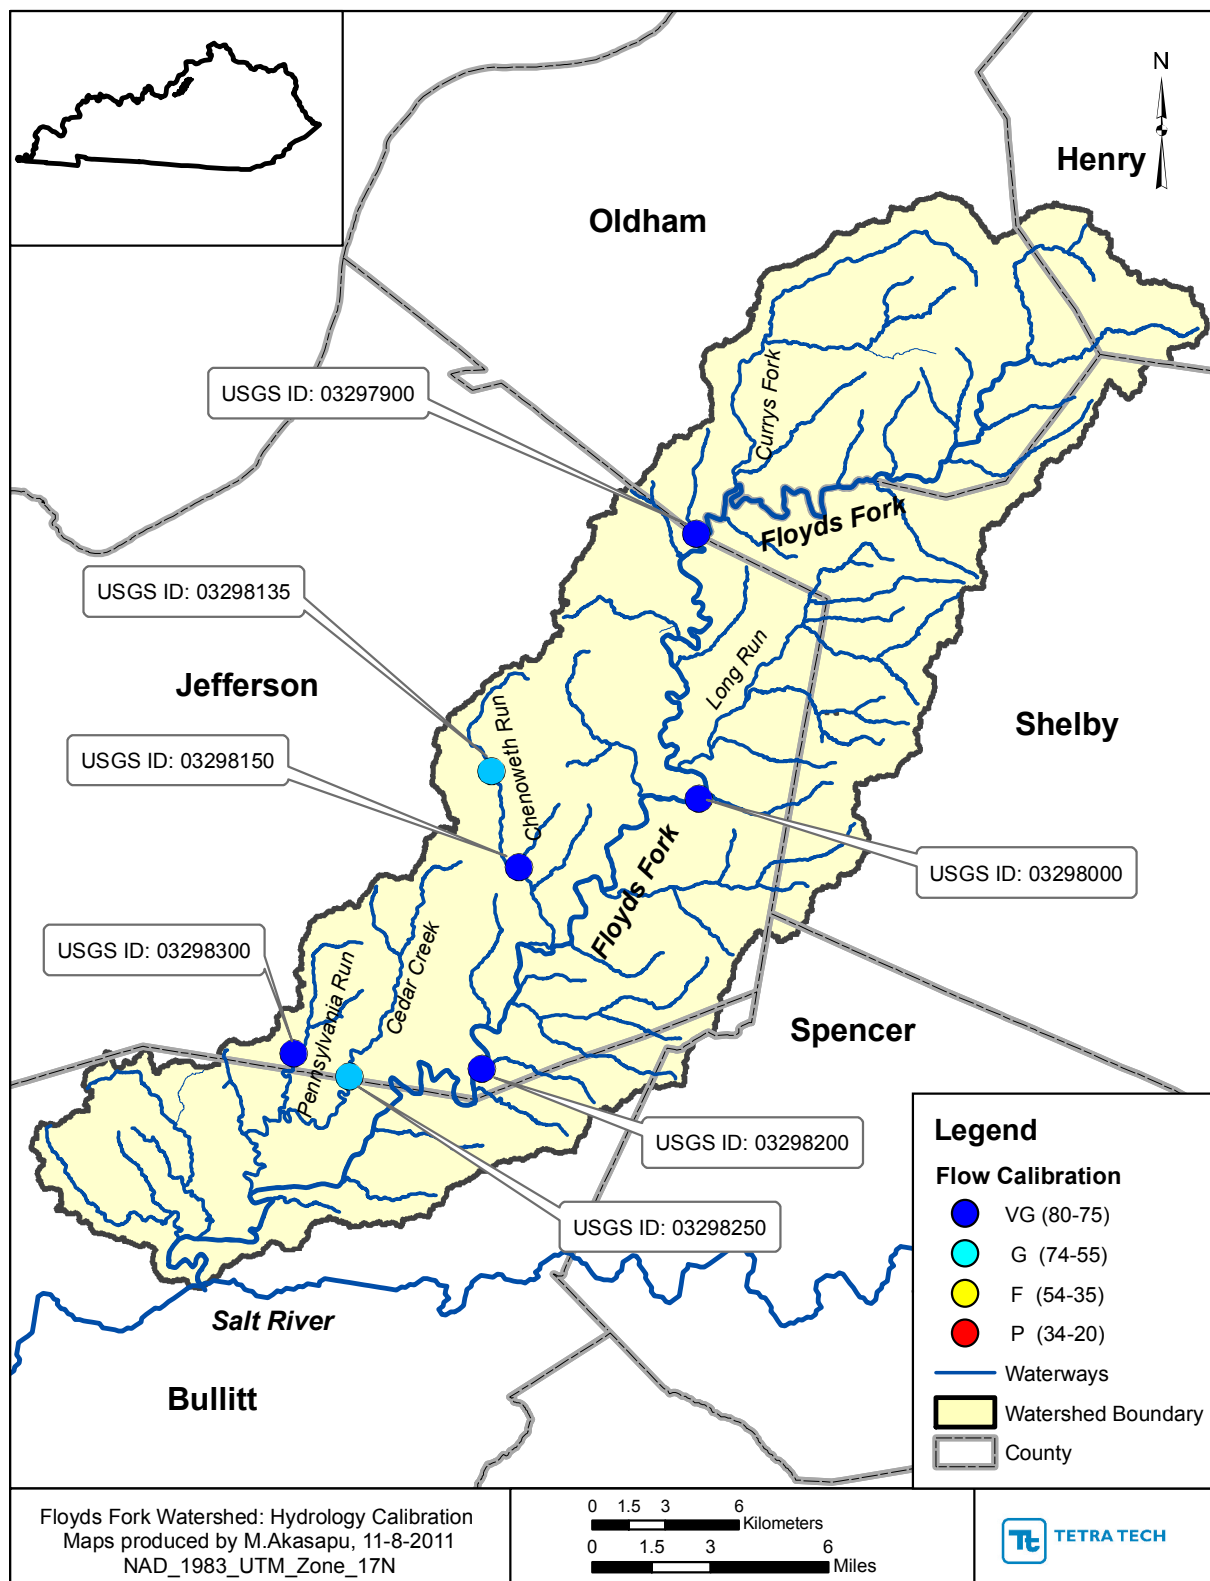 N
Henry
Oldham
USGS ID: 03297900
Currys Fork
Floyds Fork
USGS ID: 03298135
Long Run
Jefferson
Shelby
USGS ID: 03298150
Chenoweth Run
Floyds Fork
USGS ID: 03298000
USGS ID: 03298300
Cedar Creek
Pennsylvania Run
Spencer
USGS ID: 03298200
USGS ID: 03298250
Salt River
Bullitt
Legend
Flow Calibration
VG (80-75)
G (74-55)
F (54-35)
P (34-20)
Waterways
Watershed Boundary
County
Floyds Fork Watershed: Hydrology Calibration
Maps produced by M.Akasapu, 11-8-2011
NAD_1983_UTM_Zone_17N
0 1.5 3 6
Kilometers
0 1.5 3 6
Miles
Tt TETRA TECH